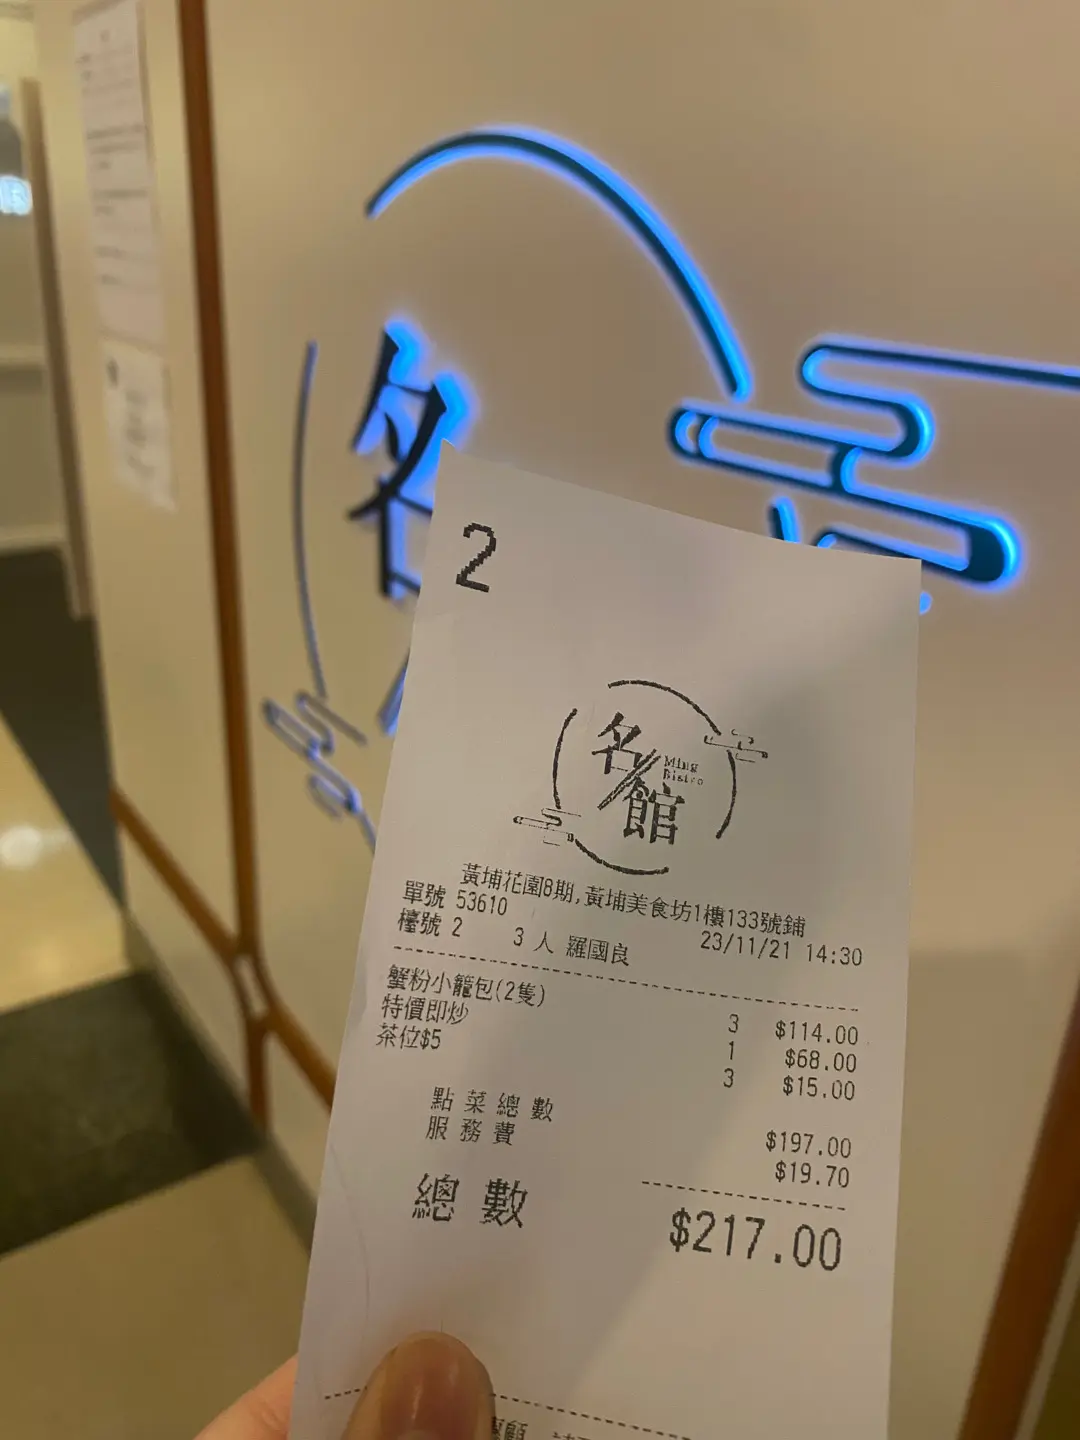 名
2
名館
Ming
Bistro
黃埔花園8期,黃埔美食坊1樓133號鋪
單號 53610 23/11/21 14:30
檯號 2 3 人 羅國良
蟹粉小籠包(2隻) 3 $114.00
特價即炒 1 $68.00
茶位$5 3 $15.00
點菜總數 $197.00
服務費 $19.70
總數 $217.00